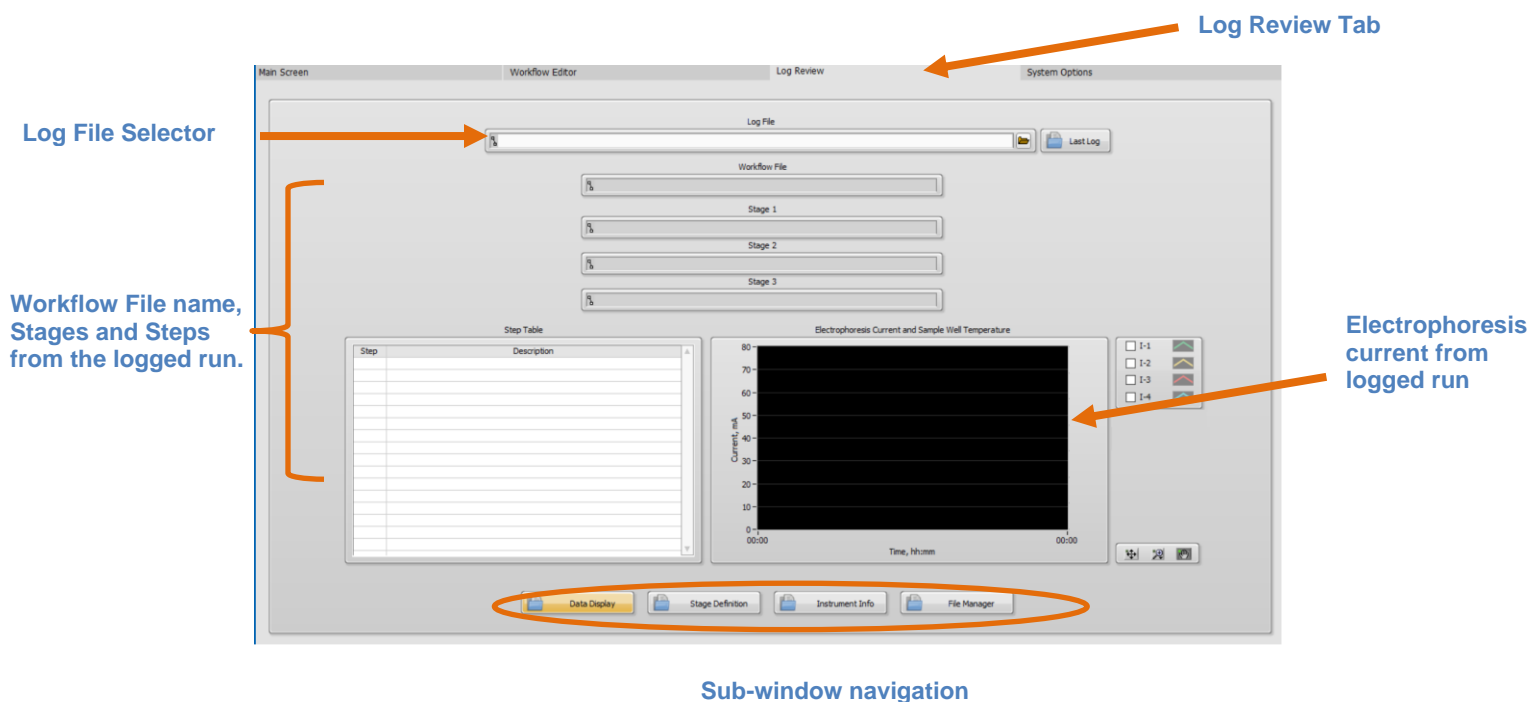 Log Review Tab
Main Screen
Workflow Editor
Log Review
System Options
Log File Selector
Log File
Last Log
Workflow File
Stage 1
Stage 2
Stage 3
Workflow File name,
Stages and Steps
from the logged run.
Step Table
Step
Description
Electrophoresis Current and Sample Well Temperature
80
70
60
50
40
30
20
10
0
Current, mA
00:00
00:00
Time, hh:mm
I-1
I-2
I-3
I-4
Electrophoresis
current from
logged run
Data Display
Stage Definition
Instrument Info
File Manager
Sub-window navigation